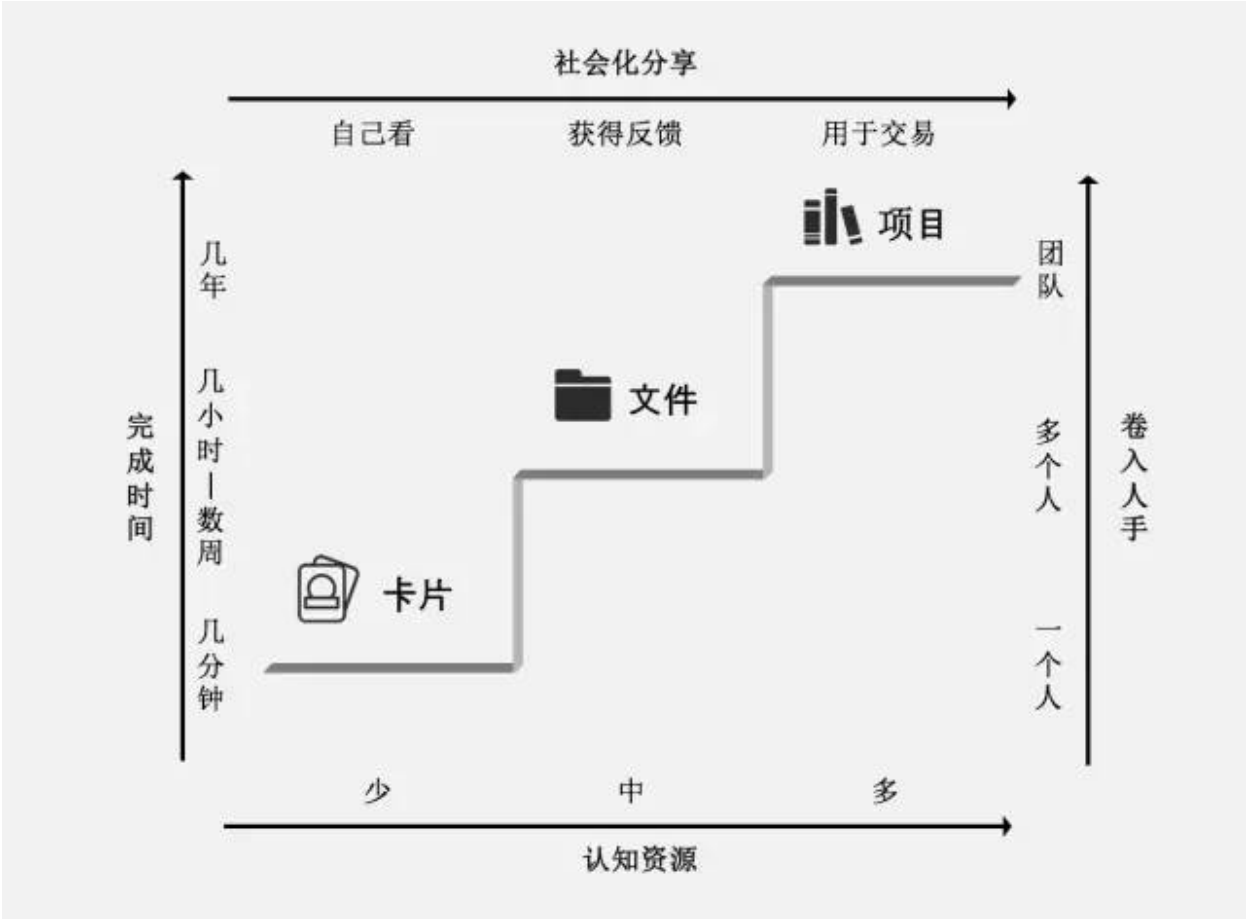 社会化分享
自己看
获得反馈
用于交易
项目
几年
团队
文件
几小时—数周
多个人
完成时间
卷入人手
卡片
几分钟
一个人
少
中
多
认知资源